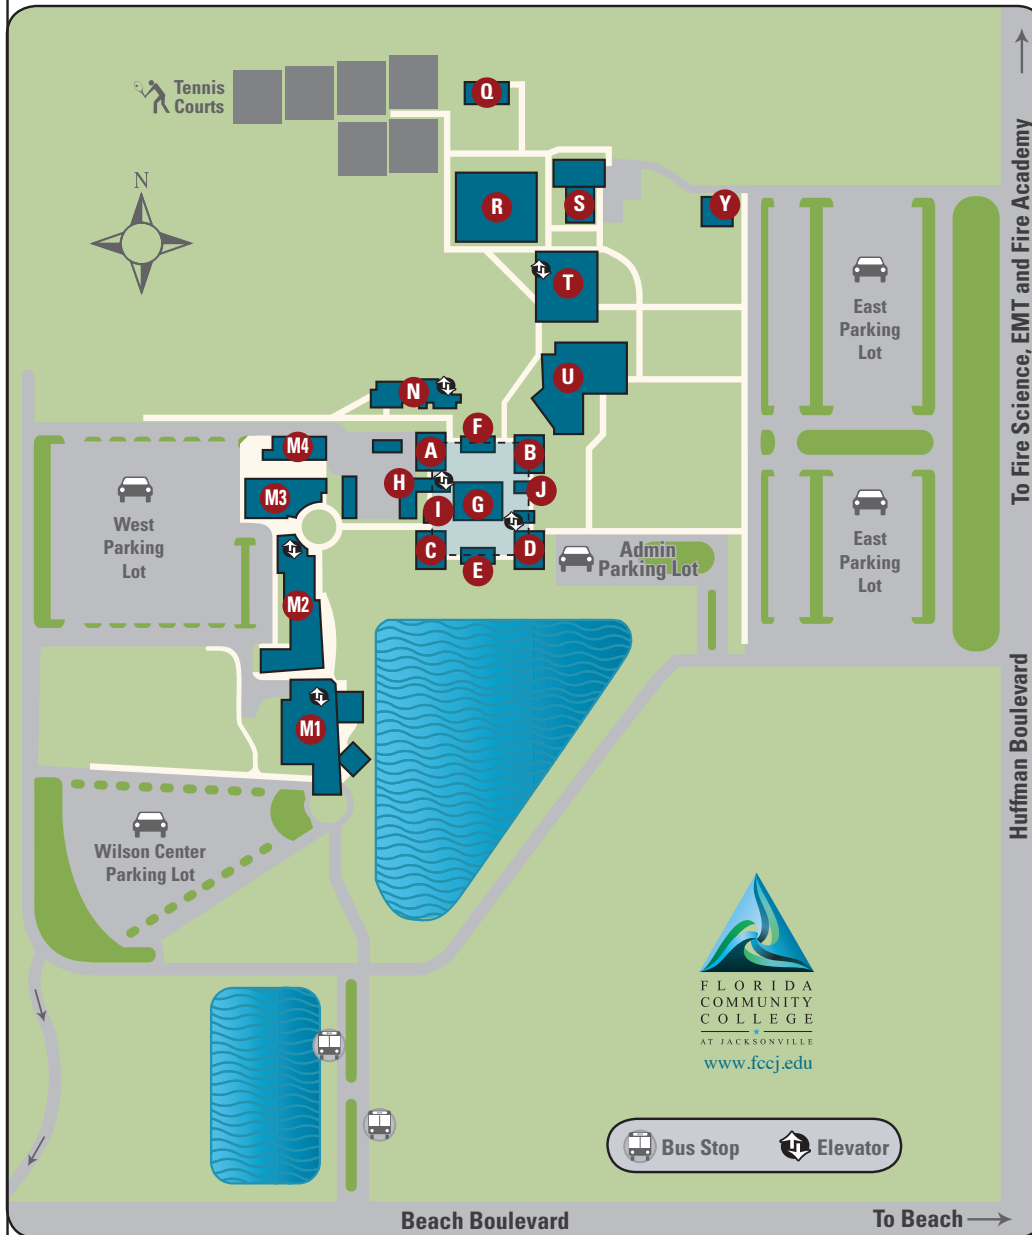 Tennis
Courts
Q
N
R
S
Y
T
East
Parking
Lot
To Fire Science, EMT and Fire Academy
U
N
F
A
B
M4
H
J
M3
G
I
West
Parking
Lot
C
D
E
Admin
Parking Lot
East
Parking
Lot
M2
M1
Huffman Boulevard
Wilson Center
Parking Lot
FLORIDA
COMMUNITY
COLLEGE
AT JACKSONVILLE
www.fccj.edu
Bus Stop
Elevator
Beach Boulevard
To Beach